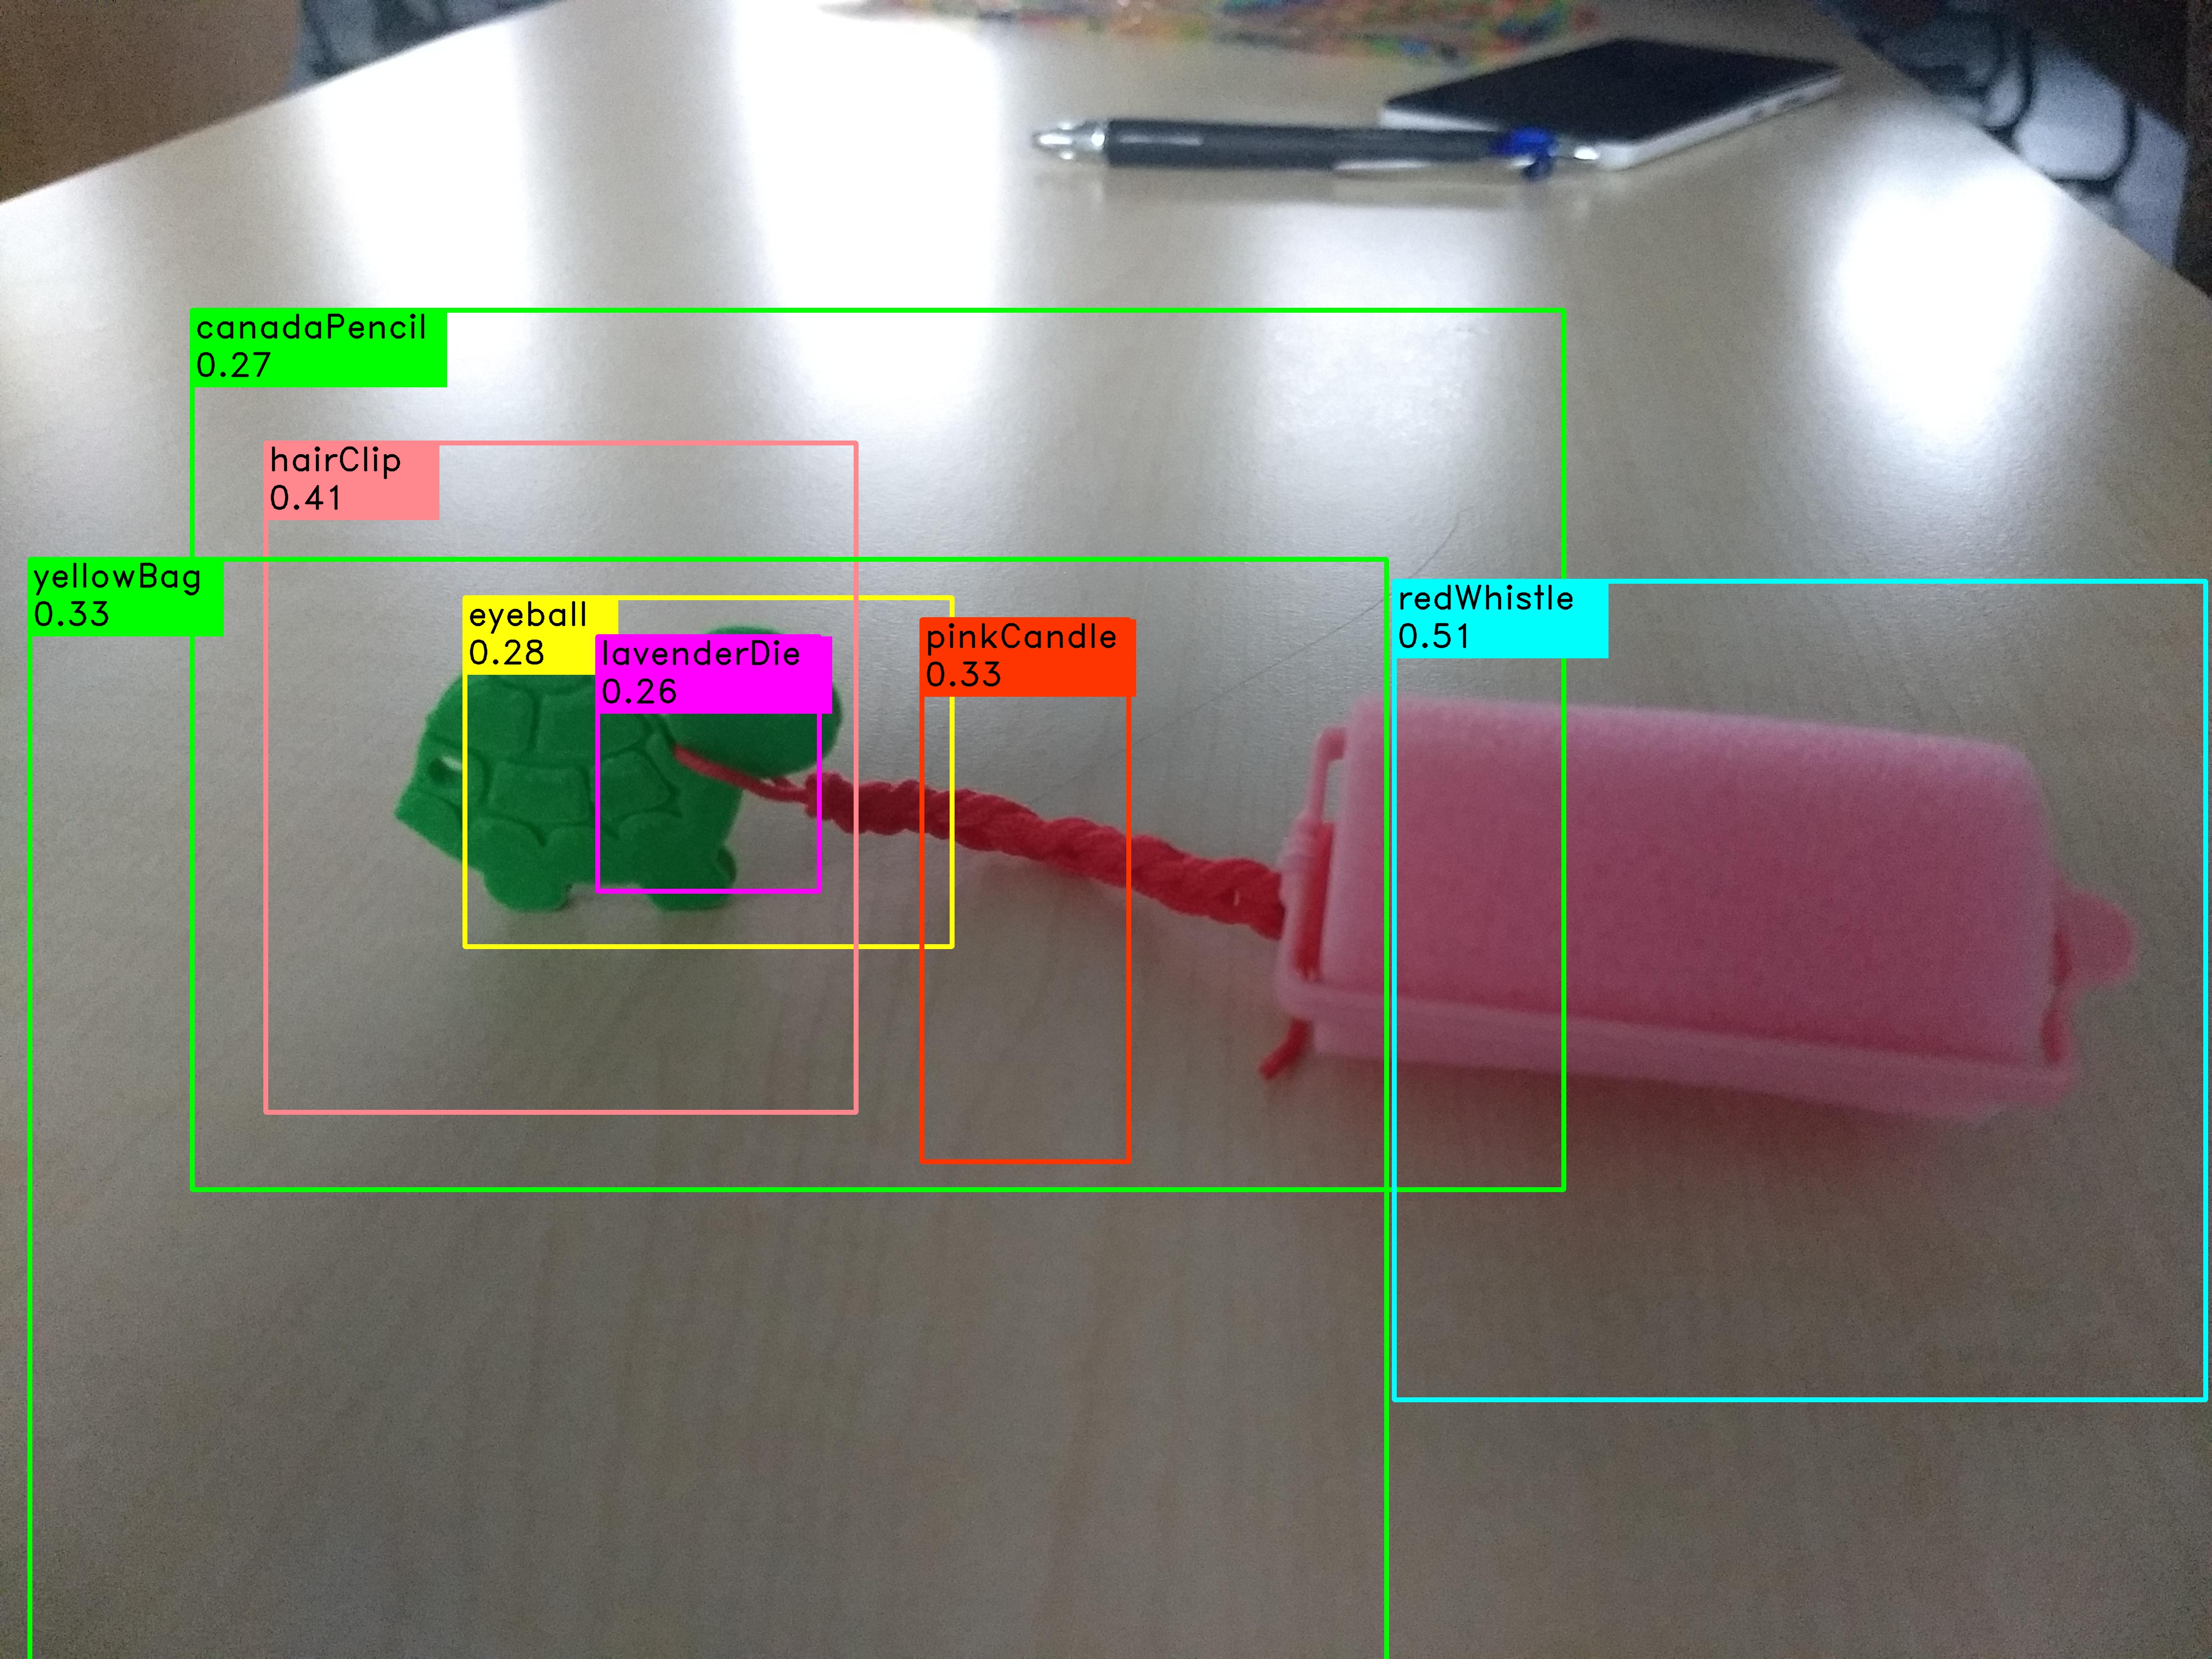 canadaPencil
0.27
hairClip
0.41
yellowBag
0.33
eyeball
0.28
lavenderDie
0.26
pinkCandle
0.33
redWhistle
0.51